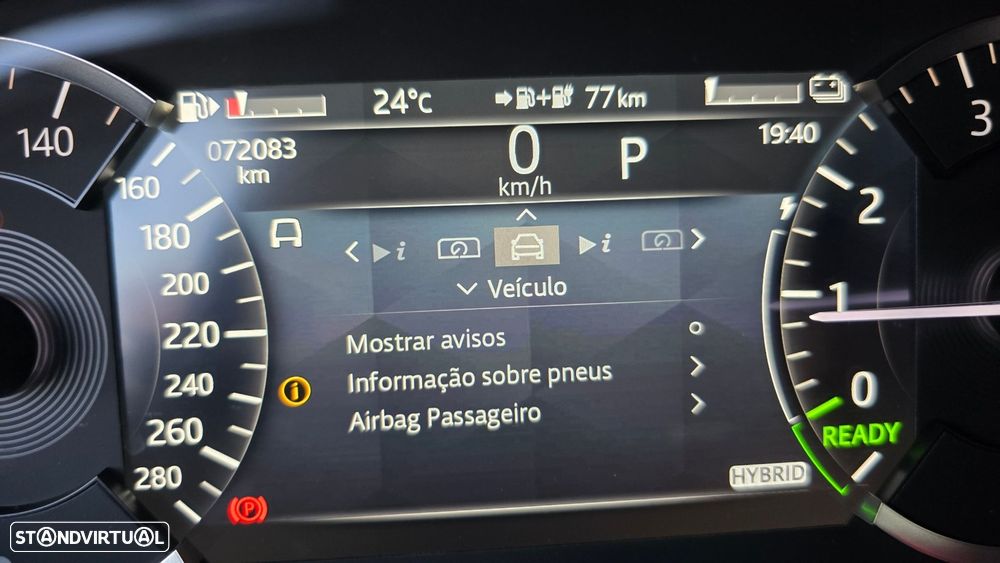 24°C
77km
072083
km
0
km/h
P
19:40
140
160
180
200
220
240
260
280
3
2
1
0
i
i
Veículo
Mostrar avisos
Informação sobre pneus
Airbag Passageiro
i
READY
HYBRID
P
STANDVIRTUAL